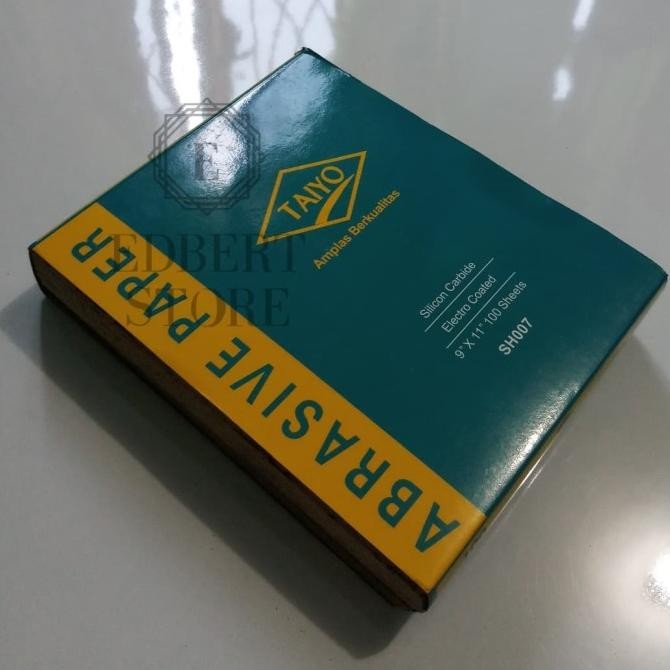 TAIYO
Amplas Berkualitas
Silicon Carbide
Electro Coated
9" X 11" 100 Sheets
SH007
ABRASIVE PAPER
E
EDBERT
STORE